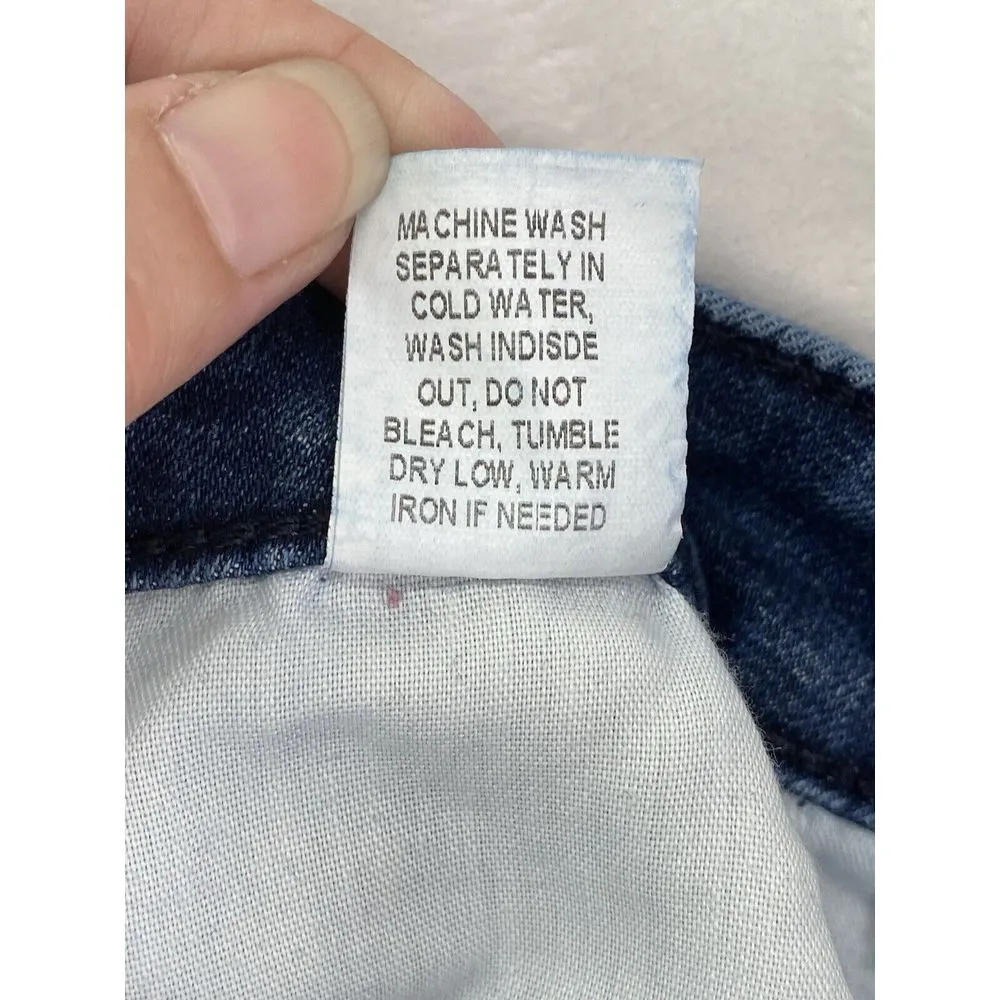 MACHINE WASH
SEPARATELY IN
COLD WATER,
WASH INDISDE
OUT, DO NOT
BLEACH, TUMBLE
DRY LOW, WARM
IRON IF NEEDED